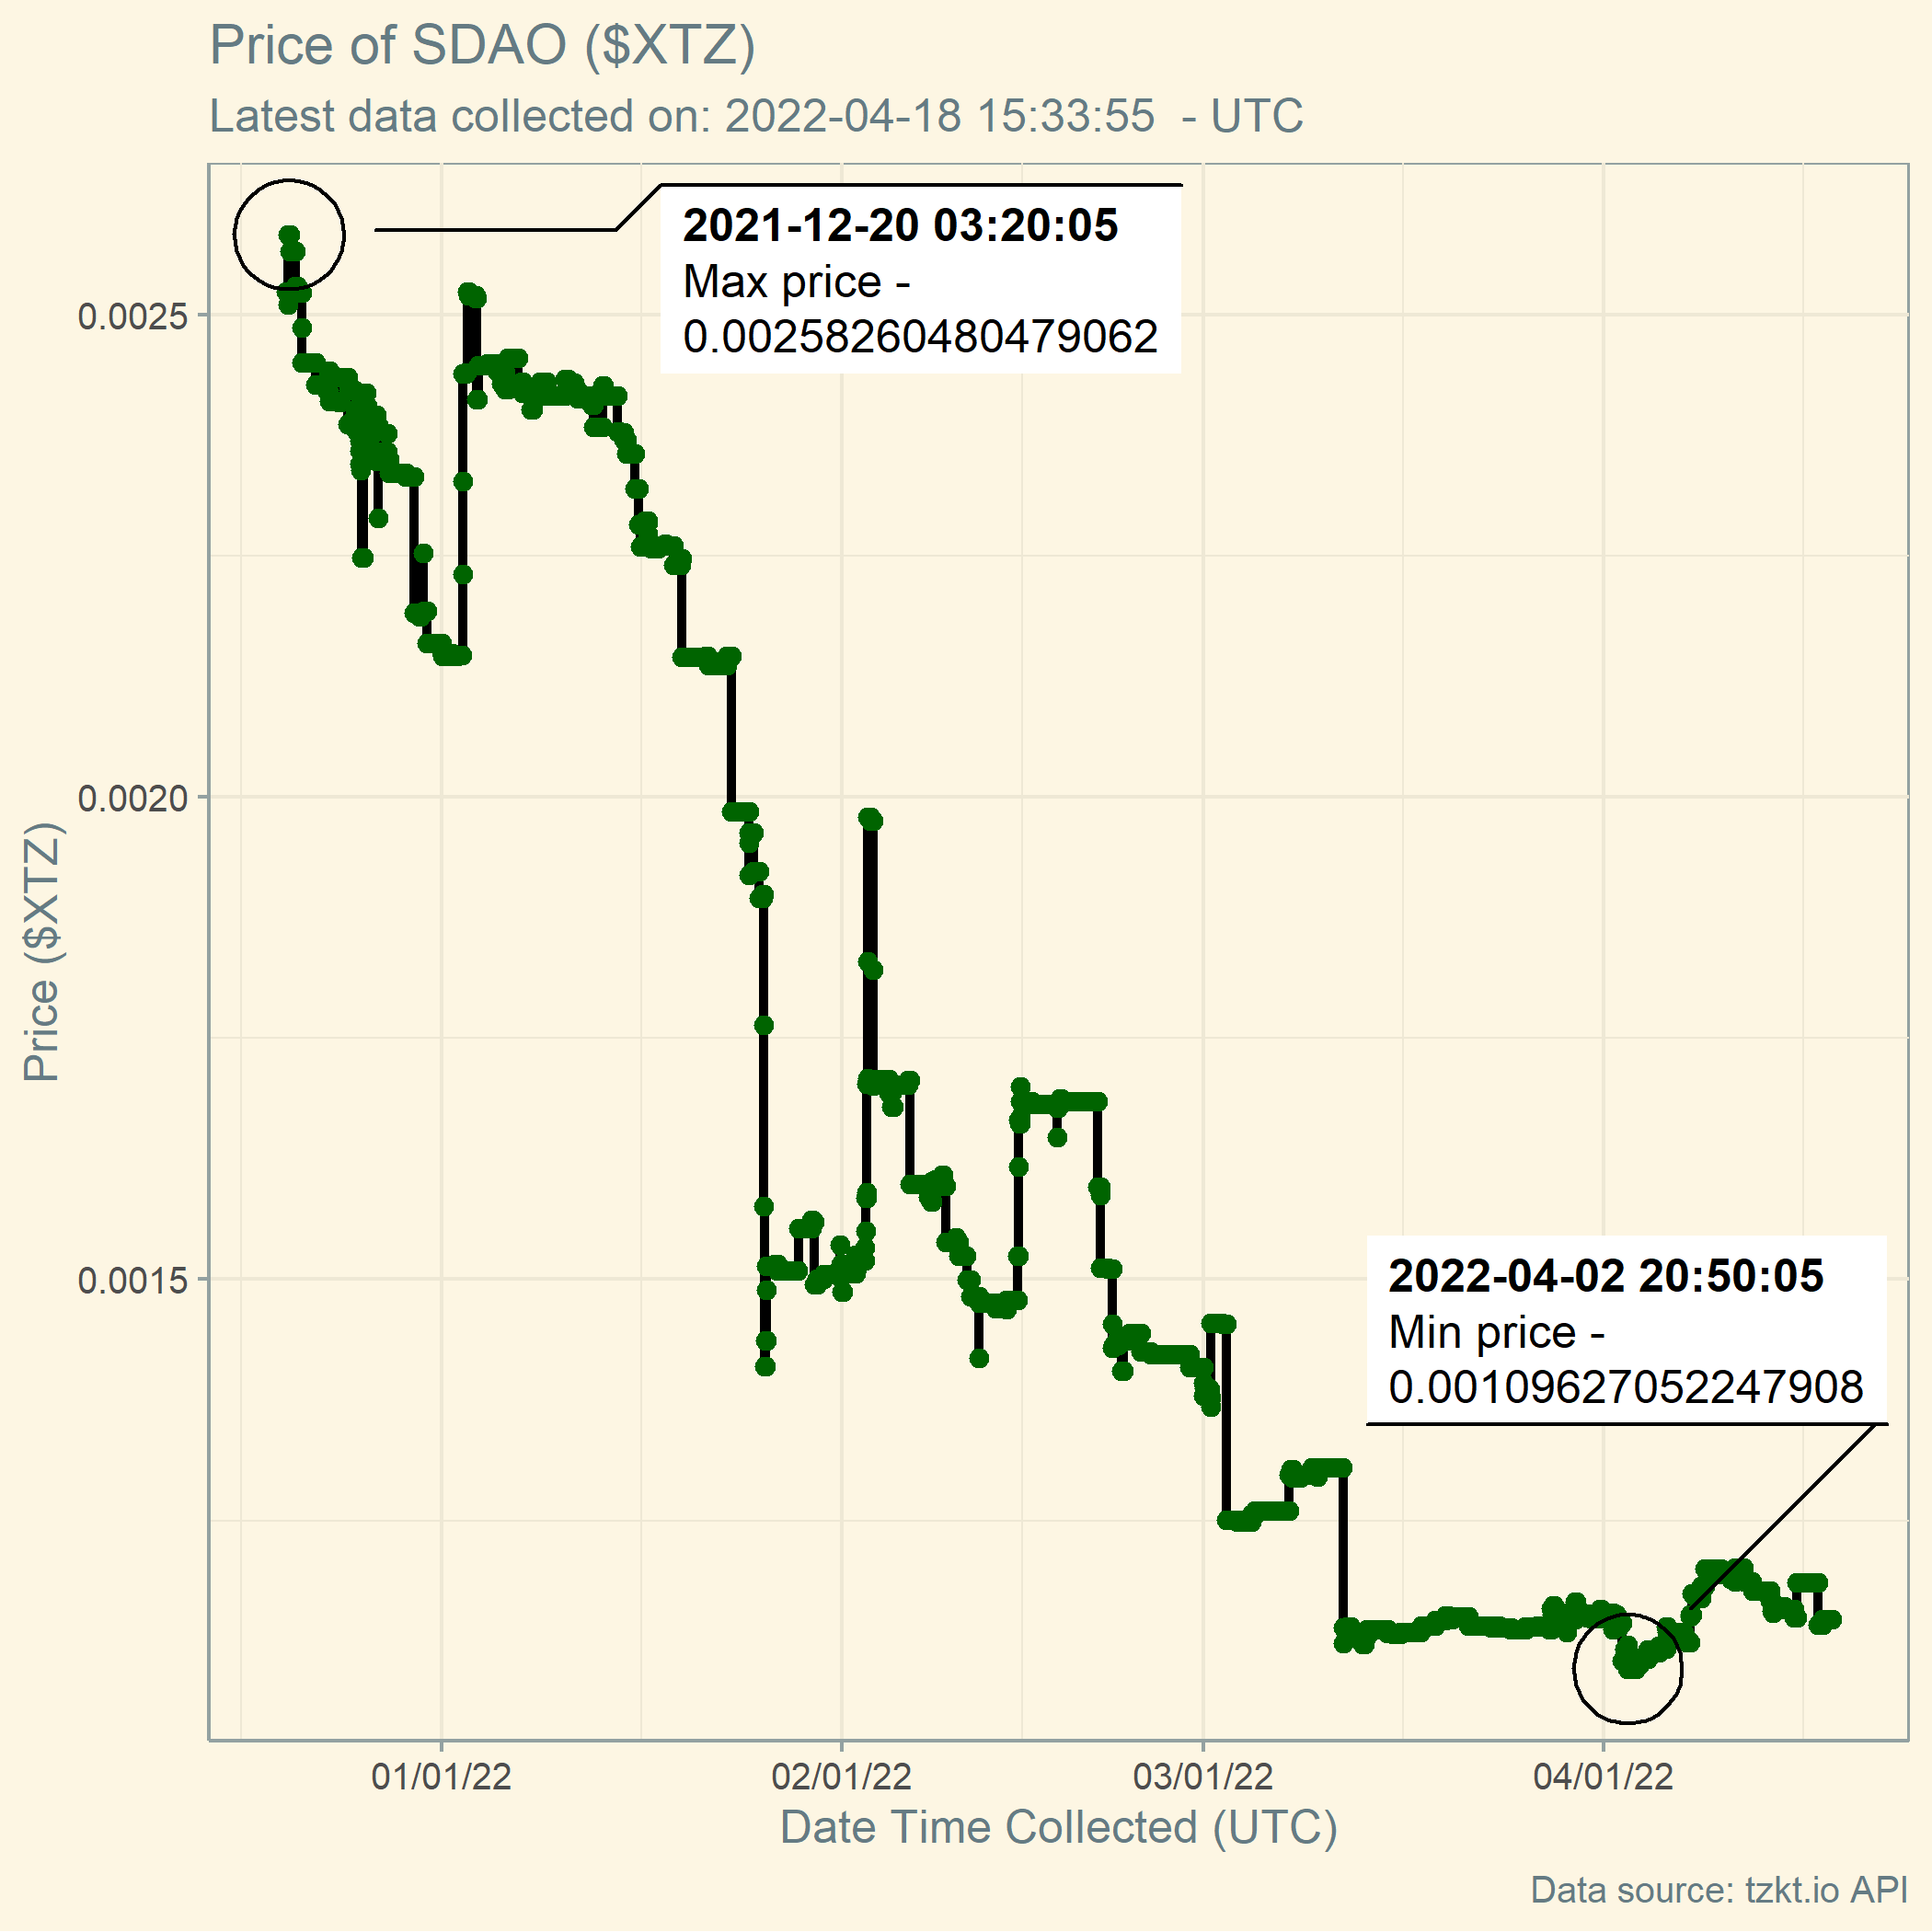 Price of SDAO ($XTZ)
Latest data collected on: 2022-04-18 15:33:55  - UTC
2021-12-20 03:20:05
Max price -
0.00258260480479062
0.0025
0.0020
0.0015
Price ($XTZ)
2022-04-02 20:50:05
Min price -
0.00109627052247908
01/01/22
02/01/22
03/01/22
04/01/22
Date Time Collected (UTC)
Data source: tzkt.io API